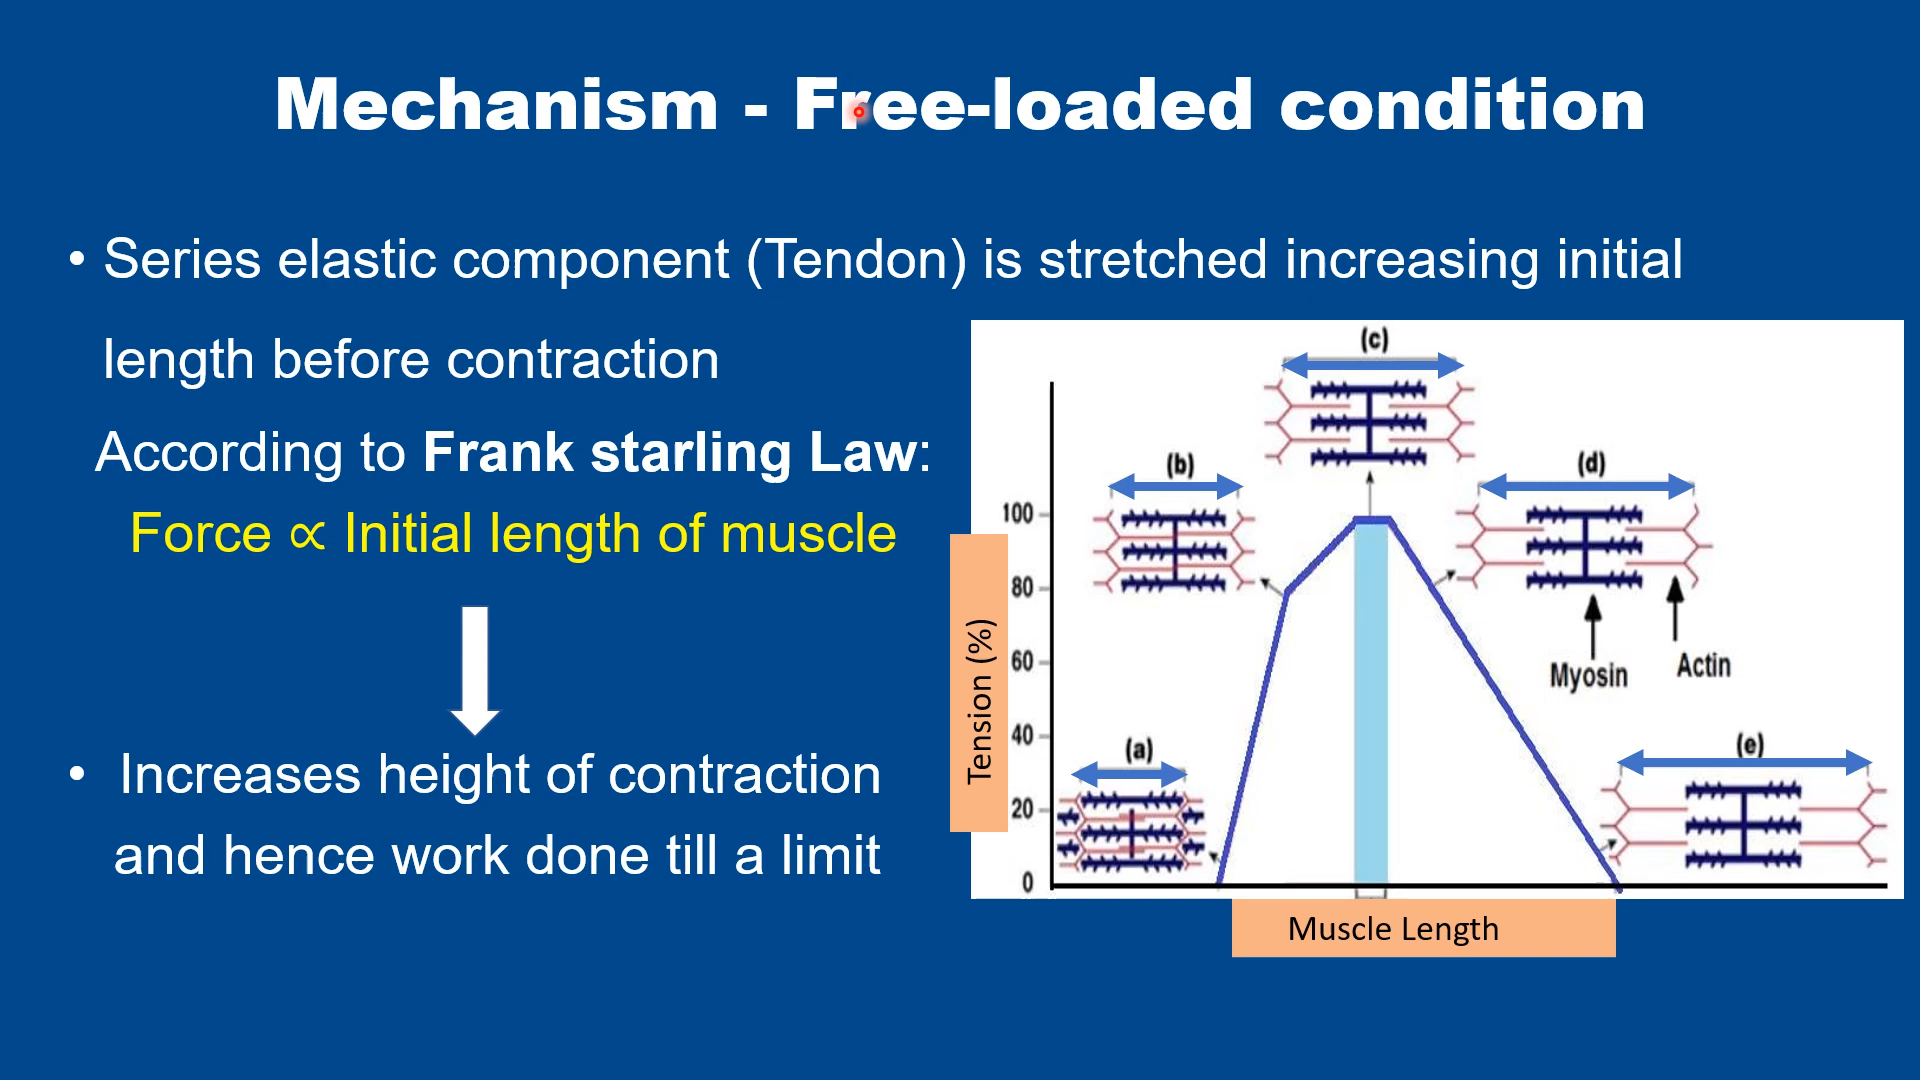 Mechanism - Free-loaded condition
• Series elastic component (Tendon) is stretched increasing initial
length before contraction
According to Frank starling Law:
Force ∝ Initial length of muscle
• Increases height of contraction
and hence work done till a limit
(c)
(b)
(d)
100
80
60
40
20
0
Tension (%)
Myosin
Actin
(a)
(e)
Muscle Length